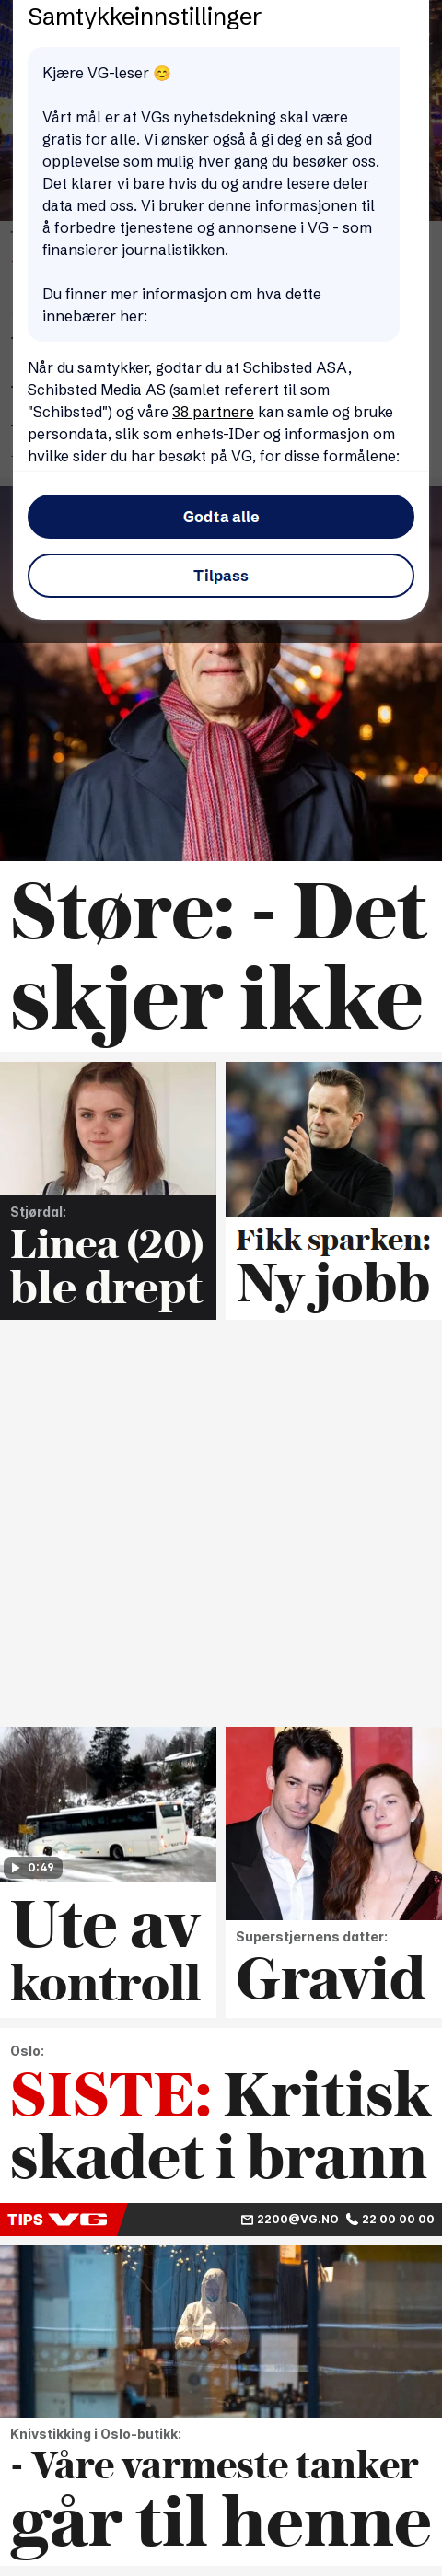 Samtykkeinnstillinger
Kjære VG-leser 😊
Vårt mål er at VGs nyhetsdekning skal være
gratis for alle. Vi ønsker også å gi deg en så god
opplevelse som mulig hver gang du besøker oss.
Det klarer vi bare hvis du og andre lesere deler
data med oss. Vi bruker denne informasjonen til
å forbedre tjenestene og annonsene i VG - som
finansierer journalistikken.
Du finner mer informasjon om hva dette
innebærer her:
Når du samtykker, godtar du at Schibsted ASA,
Schibsted Media AS (samlet referert til som
"Schibsted") og våre 38 partnere kan samle og bruke
persondata, slik som enhets-IDer og informasjon om
hvilke sider du har besøkt på VG, for disse formålene:
Godta alle
Tilpass
Støre: - Det
skjer ikke
Stjørdal:
Linea (20)
ble drept
Fikk sparken:
Ny jobb
0:49
Ute av
kontroll
Superstjernens datter:
Gravid
Oslo:
SISTE: Kritisk
skadet i brann
TIPS VG 2200@VG.NO 22 00 00 00
Knivstikking i Oslo-butikk:
- Våre varmeste tanker
går til henne